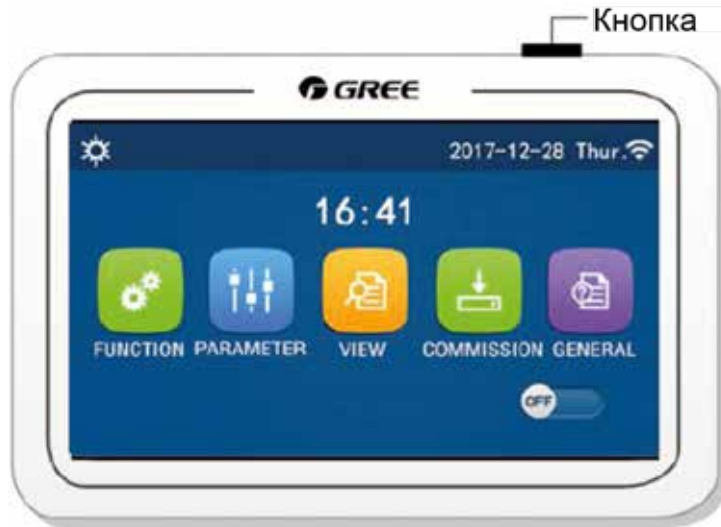 Кнопка
GREE
2017-12-28 Thur.
16:41
FUNCTION PARAMETER VIEW COMMISSION GENERAL
OFF